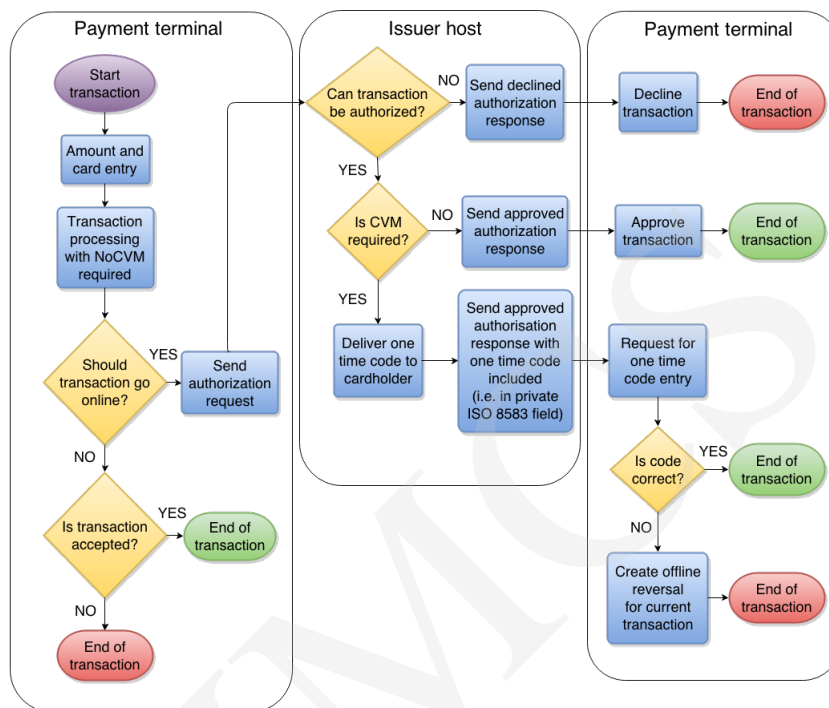 Payment terminal
Start
transaction
Amount and
card entry
Transaction
processing
with NoCVM
required
Should
transaction go
online?
YES
Send
authorization
request
NO
Is transaction
accepted?
YES
End of
transaction
NO
End of
transaction
Issuer host
Can transaction
be authorized?
NO
Send declined
authorization
response
YES
Is CVM
required?
NO
Send approved
authorization
response
YES
Deliver one
time code to
cardholder
Send approved
authorisation
response with
one time code
included
(i.e. in private
ISO 8583 field)
Payment terminal
Decline
transaction
End of
transaction
Approve
transaction
End of
transaction
Request for
one time
code entry
Is code
correct?
YES
End of
transaction
NO
Create offline
reversal
for current
transaction
End of
transaction